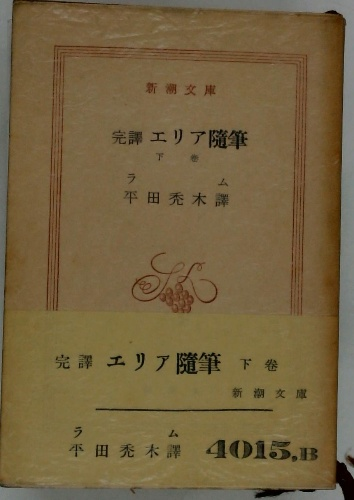 新潮文庫
完譯 エリア隨筆
下卷
ラム
平田禿木譯
完譯 エリア隨筆 下卷
新潮文庫
ラム
平田禿木譯 4015.B